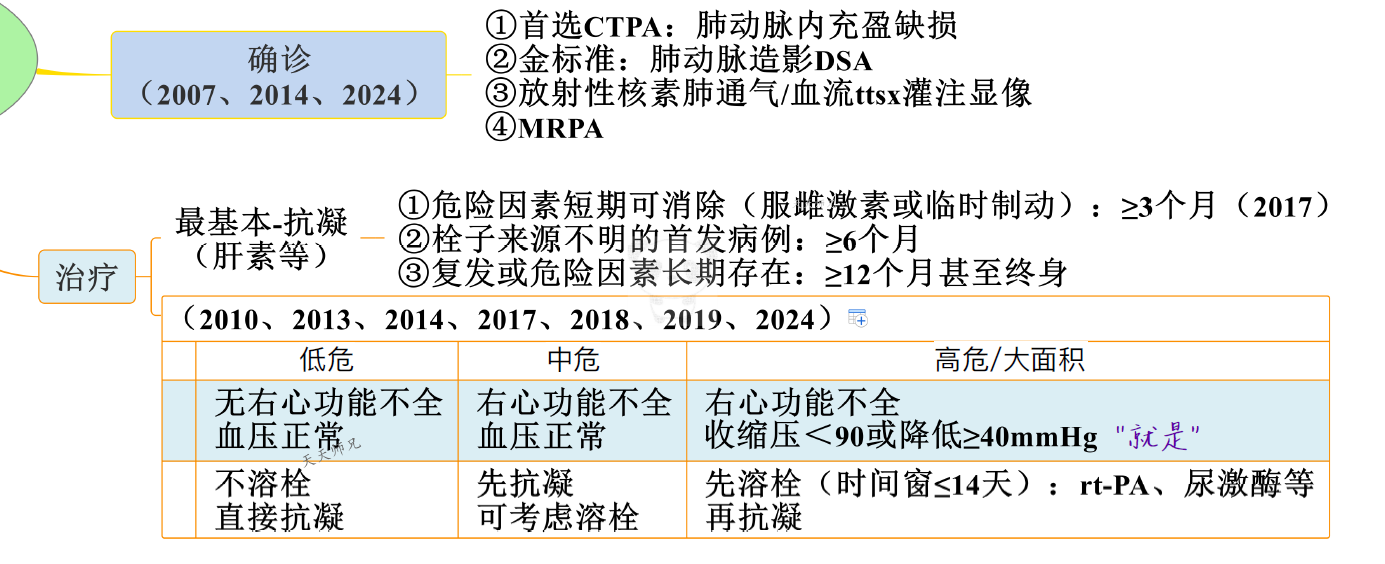 确诊
（2007、2014、2024）
①首选CTPA：肺动脉内充盈缺损
②金标准：肺动脉造影DSA
③放射性核素肺通气/血流ttsx灌注显像
④MRPA
治疗
最基本-抗凝
（肝素等）
①危险因素短期可消除（服雌激素或临时制动）：≥3个月（2017）
②栓子来源不明的首发病例：≥6个月
③复发或危险因素长期存在：≥12个月甚至终身
（2010、2013、2014、2017、2018、2019、2024）
低危
中危
高危/大面积
无右心功能不全
血压正常
右心功能不全
血压正常
右心功能不全
收缩压＜90或降低≥40mmHg "就是"
天天师兄
不溶栓
直接抗凝
先抗凝
可考虑溶栓
先溶栓（时间窗≤14天）：rt-PA、尿激酶等
再抗凝